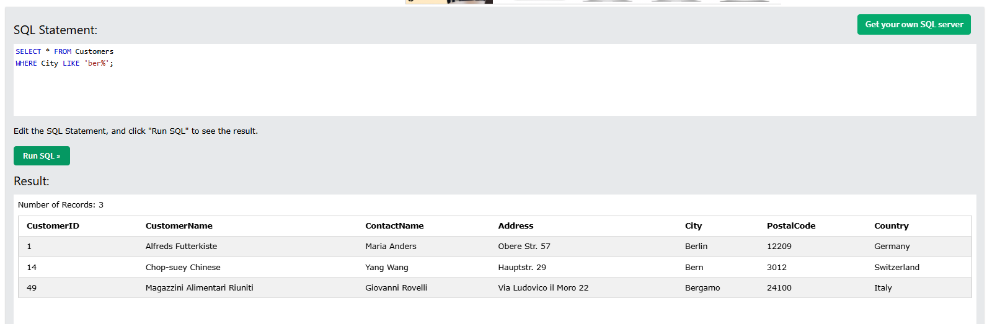 Get your own SQL server
SQL Statement:
SELECT * FROM Customers
WHERE City LIKE 'ber%';
Edit the SQL Statement, and click "Run SQL" to see the result.
Run SQL »
Result:
Number of Records: 3
CustomerID CustomerName ContactName Address City PostalCode Country
1 Alfreds Futterkiste Maria Anders Obere Str. 57 Berlin 12209 Germany
14 Chop-suey Chinese Yang Wang Hauptstr. 29 Bern 3012 Switzerland
49 Magazzini Alimentari Riuniti Giovanni Rovelli Via Ludovico il Moro 22 Bergamo 24100 Italy